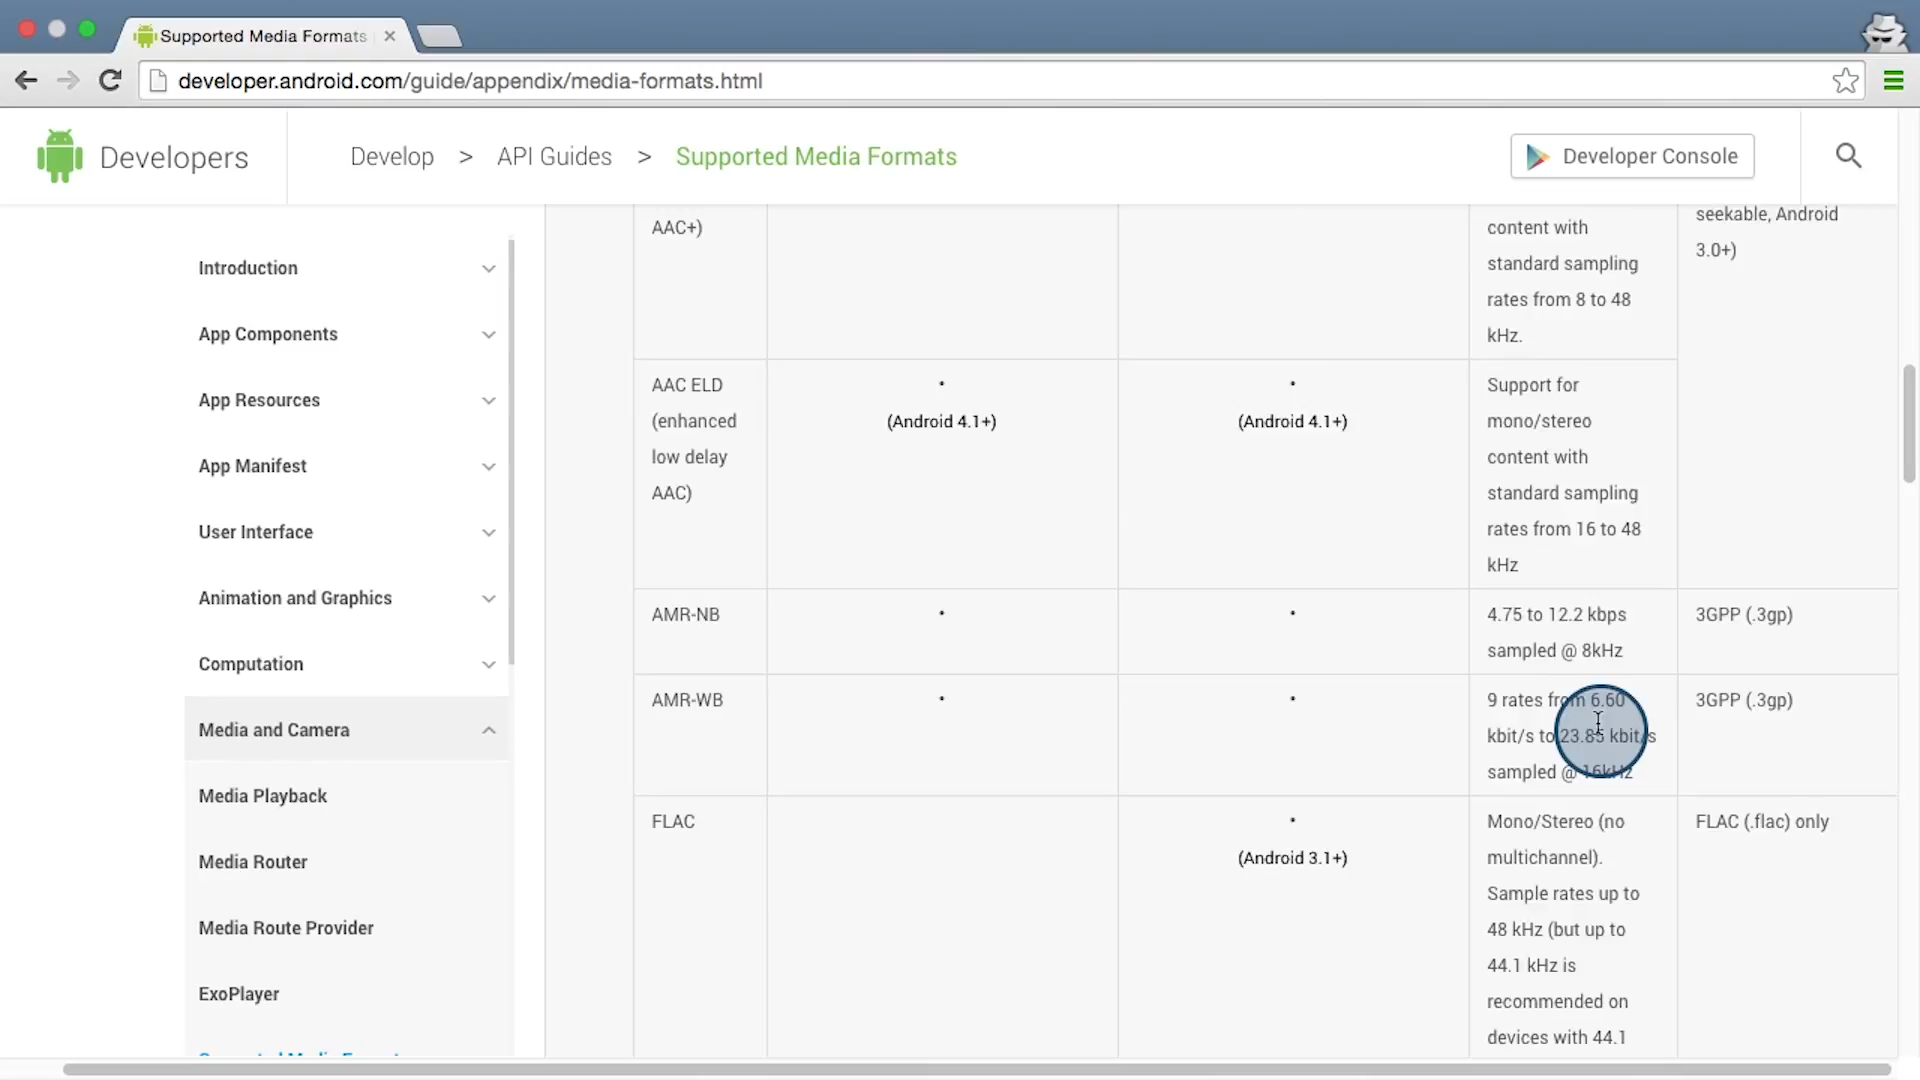 Supported Media Formats
developer.android.com/guide/appendix/media-formats.html
Developers
Develop > API Guides > Supported Media Formats
Developer Console
Introduction
App Components
App Resources
App Manifest
User Interface
Animation and Graphics
Computation
Media and Camera
Media Playback
Media Router
Media Route Provider
ExoPlayer
Supported Media Formats
AAC+)
content with
standard sampling
rates from 8 to 48
kHz.
seekable, Android
3.0+)
AAC ELD
(enhanced
low delay
AAC)
•
(Android 4.1+)
•
(Android 4.1+)
Support for
mono/stereo
content with
standard sampling
rates from 16 to 48
kHz
AMR-NB
•
•
4.75 to 12.2 kbps
sampled @ 8kHz
3GPP (.3gp)
AMR-WB
•
•
9 rates from 6.60
kbit/s to 23.85 kbit/s
sampled @ 16kHz
3GPP (.3gp)
FLAC
•
(Android 3.1+)
Mono/Stereo (no
multichannel).
Sample rates up to
48 kHz (but up to
44.1 kHz is
recommended on
devices with 44.1
FLAC (.flac) only